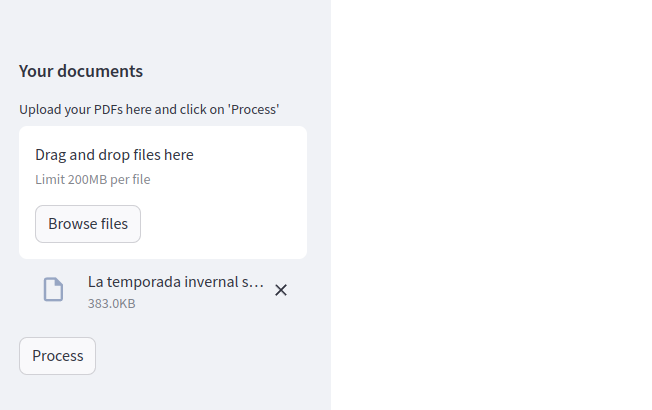 Your documents
Upload your PDFs here and click on 'Process'
Drag and drop files here
Limit 200MB per file
Browse files
La temporada invernal s...
383.0KB
Process